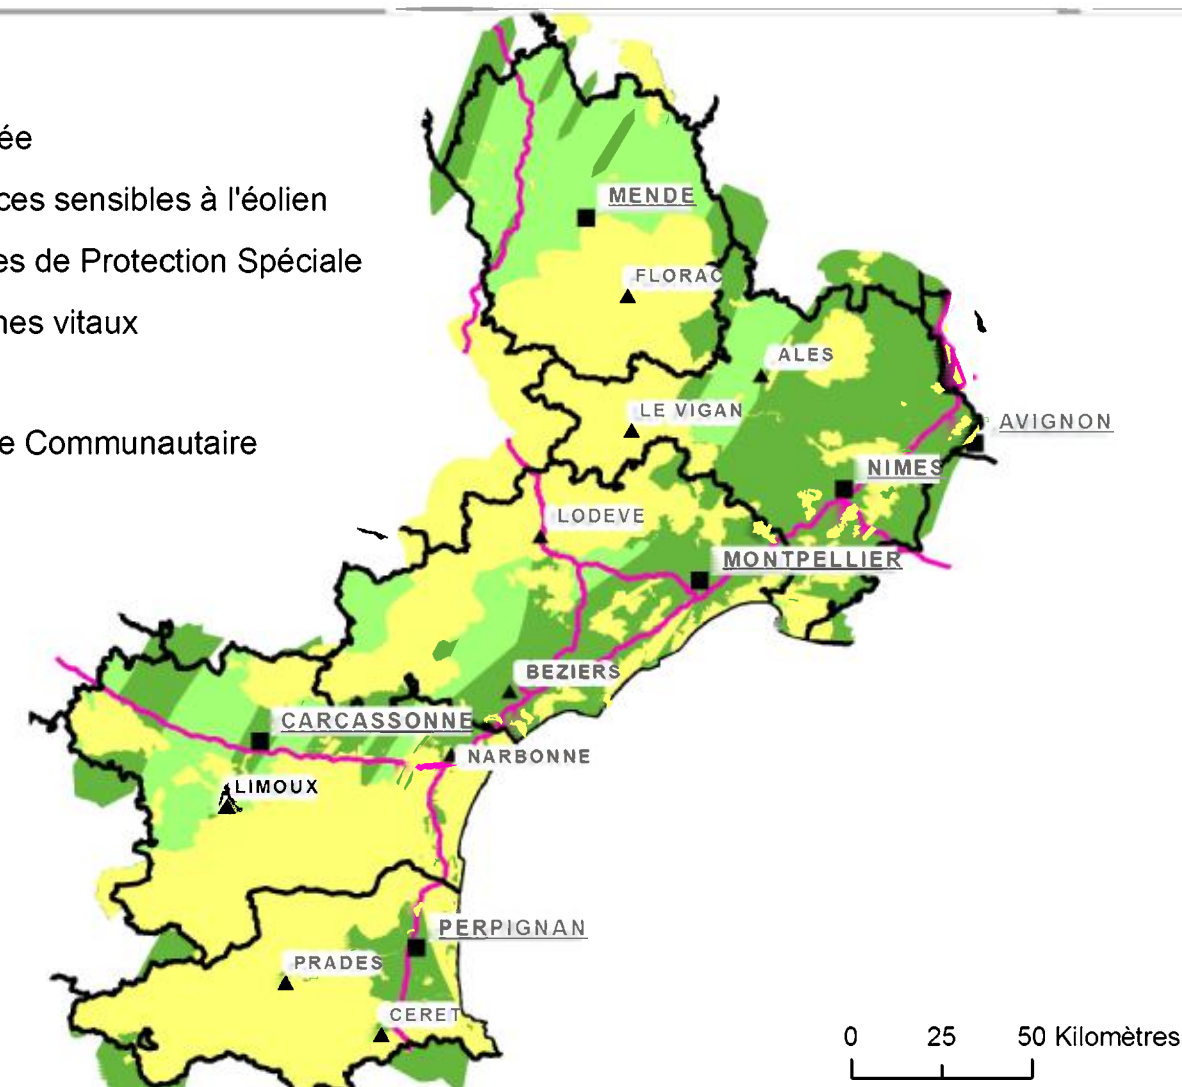 ée
ces sensibles à l'éolien
es de Protection Spéciale
nes vitaux
e Communautaire
MENDE
FLORAC
ALES
LE VIGAN
AVIGNON
NIMES
LODEVE
MONTPELLIER
BEZIERS
CARCASSONNE
NARBONNE
LIMOUX
PERPIGNAN
PRADES
CERET
0 25 50 Kilomètres